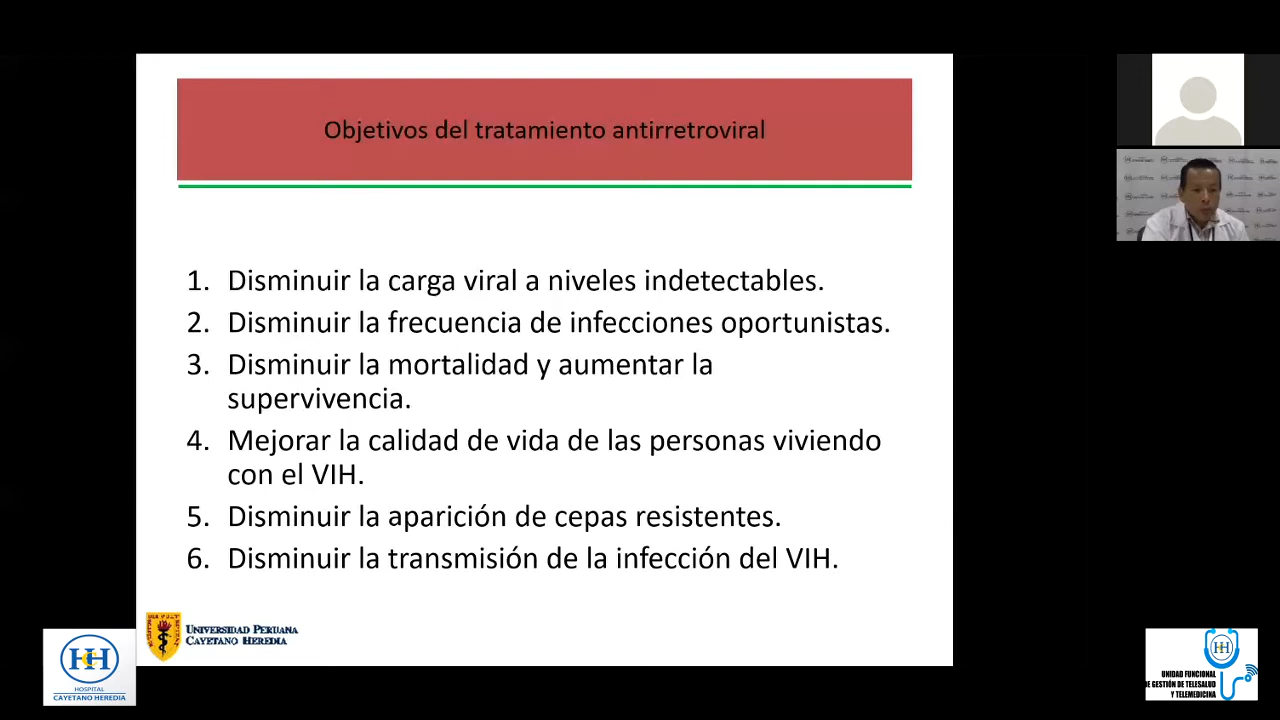 Objetivos del tratamiento antirretroviral
1. Disminuir la carga viral a niveles indetectables.
2. Disminuir la frecuencia de infecciones oportunistas.
3. Disminuir la mortalidad y aumentar la
supervivencia.
4. Mejorar la calidad de vida de las personas viviendo
con el VIH.
5. Disminuir la aparición de cepas resistentes.
6. Disminuir la transmisión de la infección del VIH.
UNIVERSIDAD PERUANA
CAYETANO HEREDIA
HCH
HOSPITAL
CAYETANO HEREDIA
UNIDAD FUNCIONAL
DE GESTIÓN DE TELESALUD
Y TELEMEDICINA